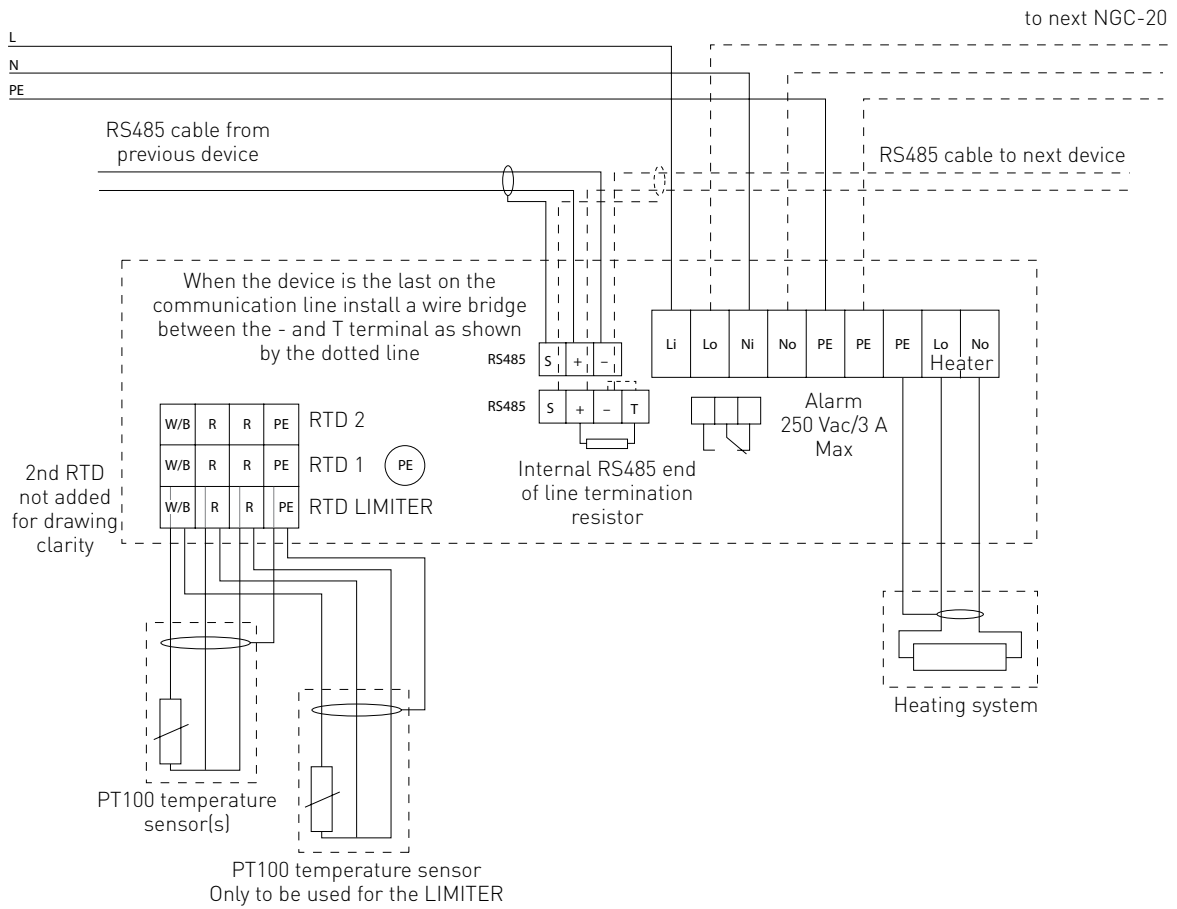 to next NGC-20
L
N
PE
RS485 cable from
previous device
RS485 cable to next device
When the device is the last on the
communication line install a wire bridge
between the - and T terminal as shown
by the dotted line
RS485 S + –
Li Lo Ni No PE PE PE Lo No
Heater
RS485 S + – T
Alarm
250 Vac/3 A
Max
W/B R R PE RTD 2
W/B R R PE RTD 1 PE
W/B R R PE RTD LIMITER
Internal RS485 end
of line termination
resistor
2nd RTD
not added
for drawing
clarity
Heating system
PT100 temperature
sensor(s)
PT100 temperature sensor
Only to be used for the LIMITER